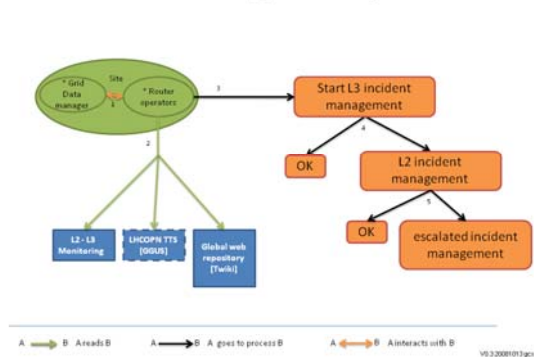 Site
* Grid
Data
manager
1
* Router
operators
3
Start L3 incident
management
2
4
OK
L2 incident
management
5
OK
escalated incident
management
L2 - L3
Monitoring
LHCOPN TTS
[GGUS]
Global web
repository
[Twiki]
A B A reads B
A B A goes to process B
A B A interacts with B